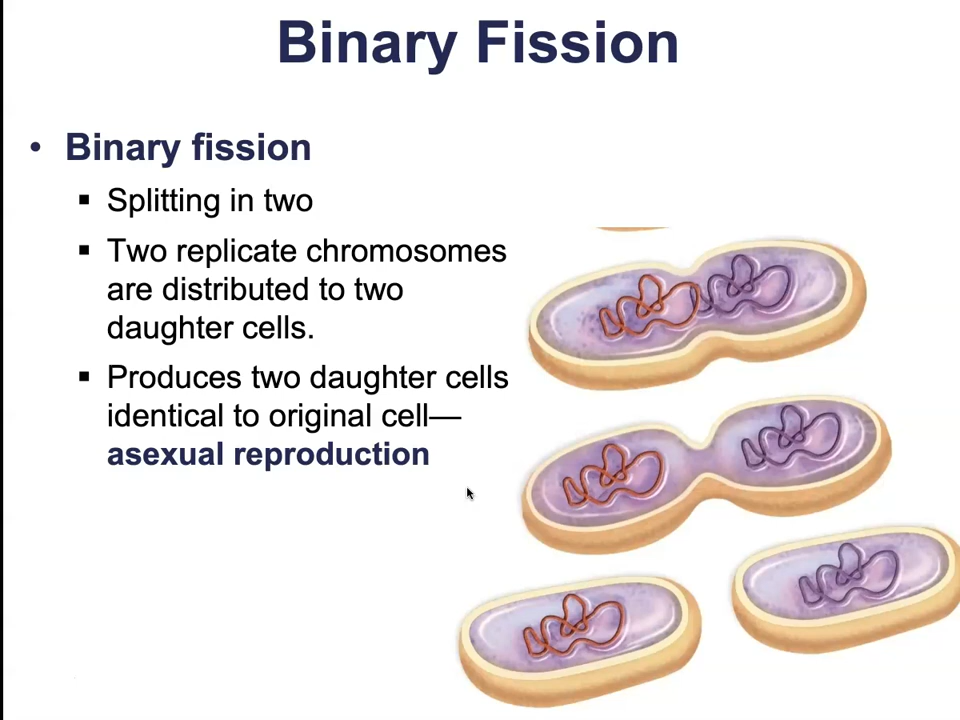 Binary Fission
• Binary fission
▪ Splitting in two
▪ Two replicate chromosomes
are distributed to two
daughter cells.
▪ Produces two daughter cells
identical to original cell—
asexual reproduction